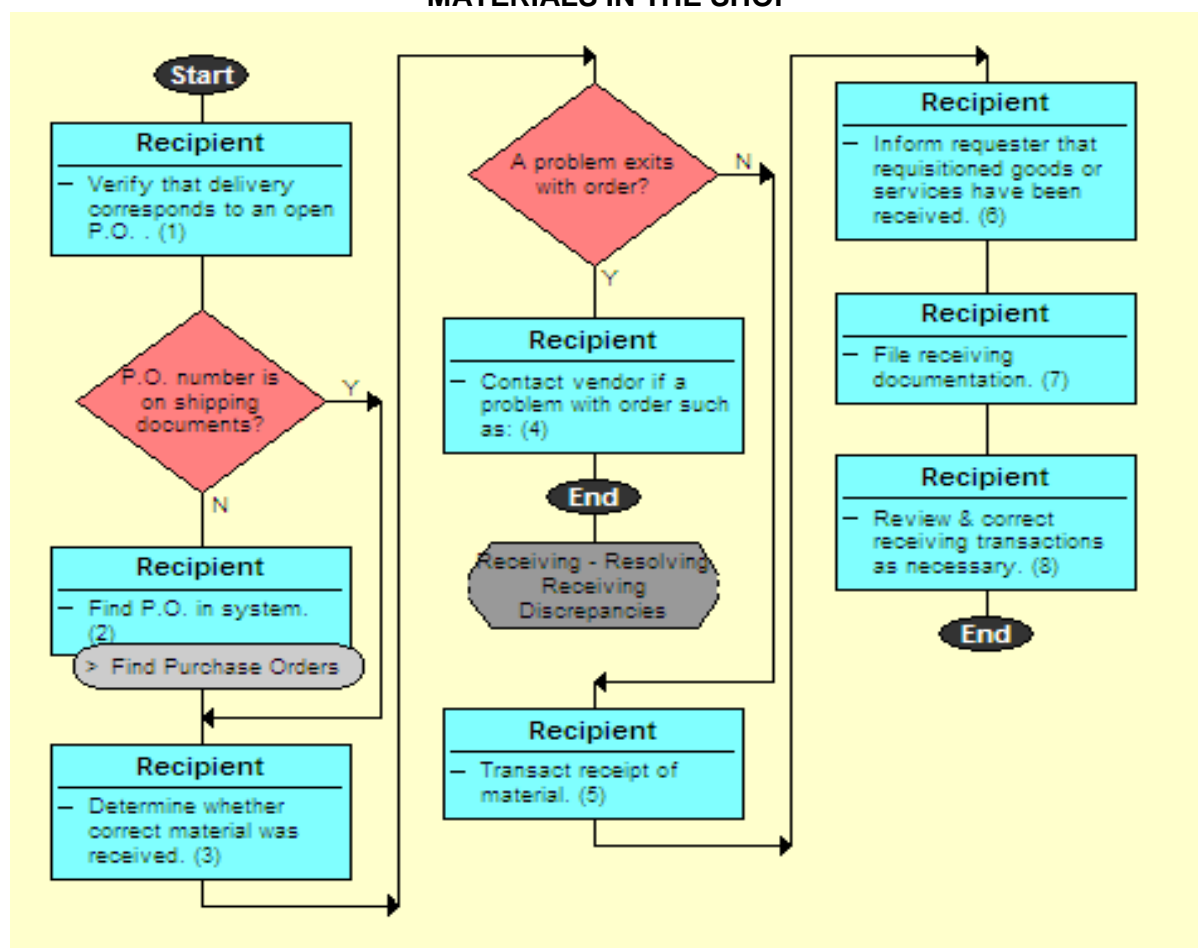 MATERIALS IN THE SHOP
Start
Recipient
– Verify that delivery
corresponds to an open
P.O. . (1)
P.O. number is
on shipping
documents?
Y
N
Recipient
– Find P.O. in system.
(2)
> Find Purchase Orders
Recipient
– Determine whether
correct material was
received. (3)
A problem exits
with order?
N
Y
Recipient
– Contact vendor if a
problem with order such
as: (4)
End
Receiving - Resolving
Receiving
Discrepancies
Recipient
– Transact receipt of
material. (5)
Recipient
– Inform requester that
requisitioned goods or
services have been
received. (6)
Recipient
– File receiving
documentation. (7)
Recipient
– Review & correct
receiving transactions
as necessary. (8)
End